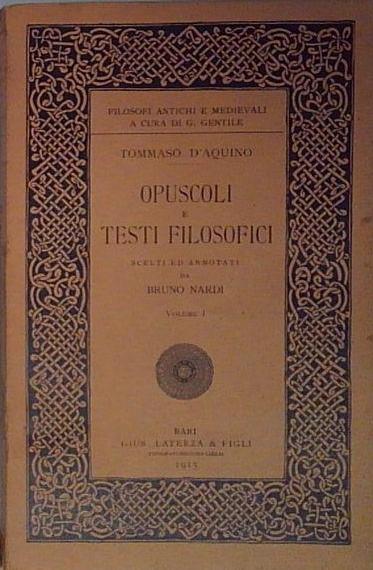 FILOSOFI ANTICHI E MEDIEVALI
A CURA DI G. GENTILE
TOMMASO D'AQUINO
OPUSCOLI
E
TESTI FILOSOFICI
SCELTI ED ANNOTATI
DA
BRUNO NARDI
VOLUME I
BARI
GIUS. LATERZA & FIGLI
1915